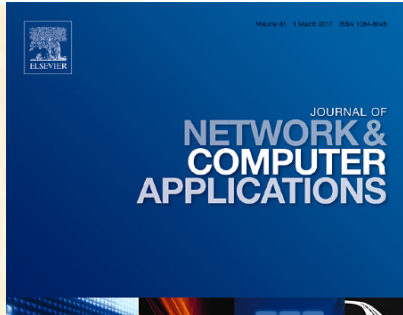 Volume 81 1 March 2017 ISSN 1084-8045
ELSEVIER
JOURNAL OF
NETWORK &
COMPUTER
APPLICATIONS